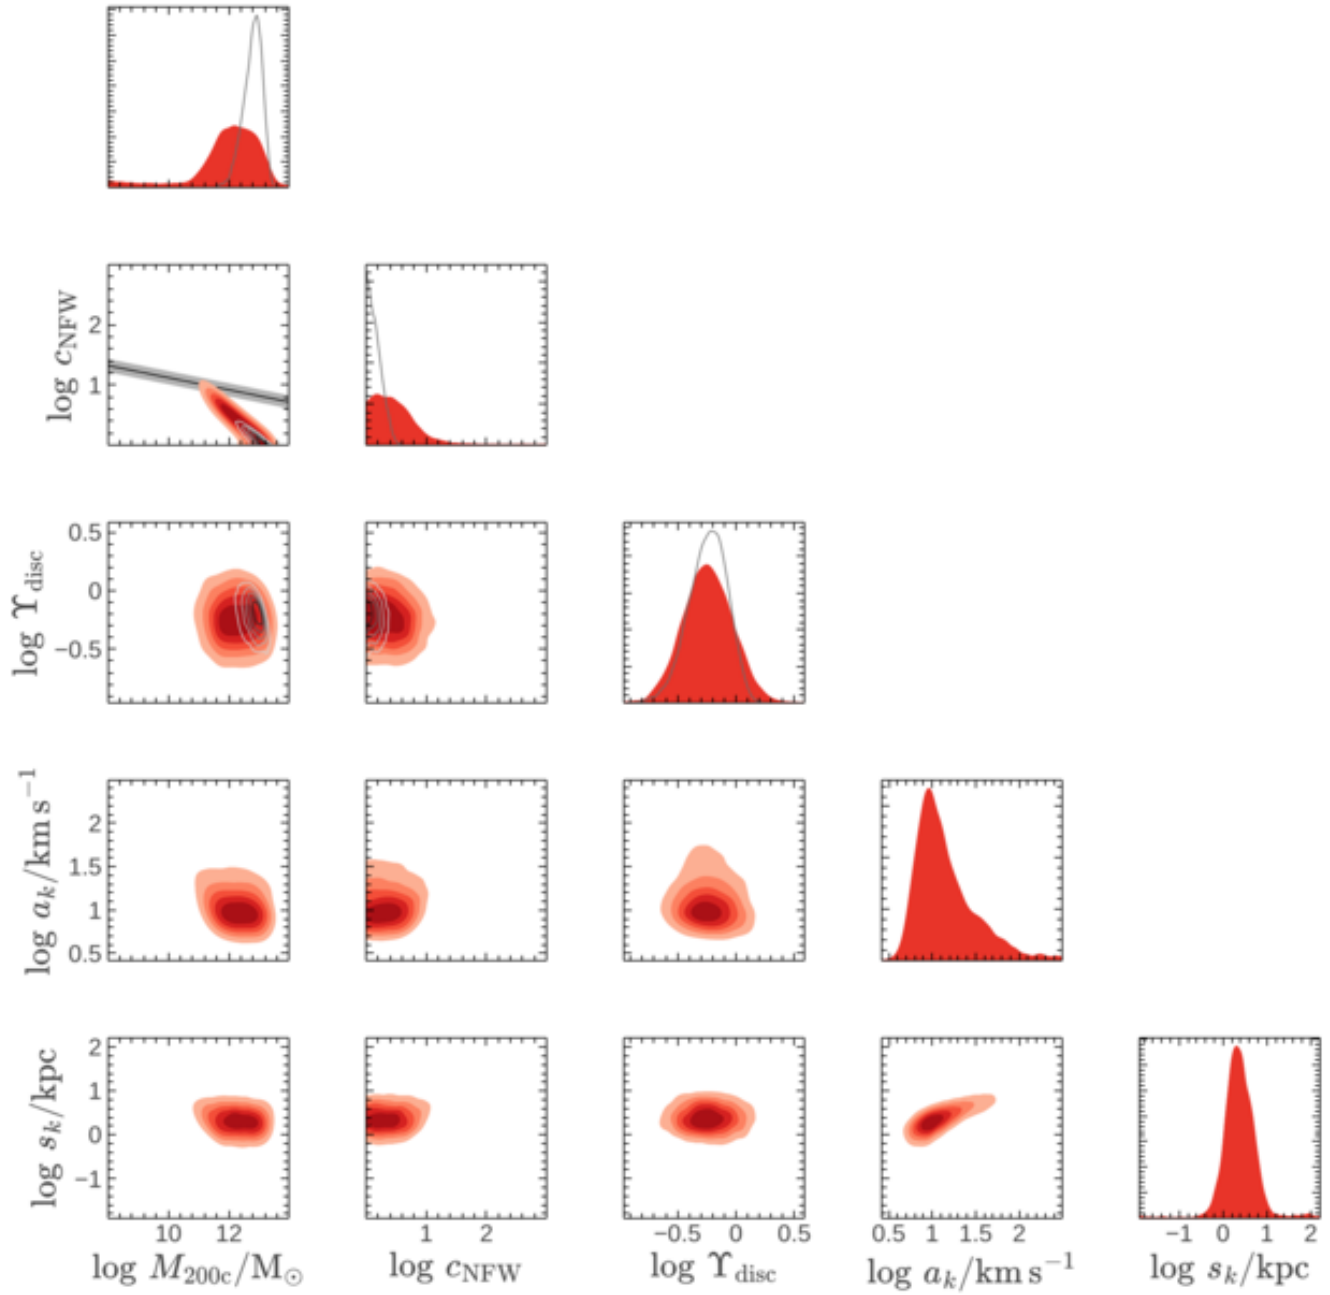 log c_NFW
2
1
log ϒ_disc
0.5
0
−0.5
log a_k/km s⁻¹
2
1.5
1
0.5
log s_k/kpc
2
1
0
−1
10 12
1 2
−0.5 0 0.5
0.5 1 1.5 2
−1 0 1 2
log M_200c/M_⊙
log c_NFW
log ϒ_disc
log a_k/km s⁻¹
log s_k/kpc